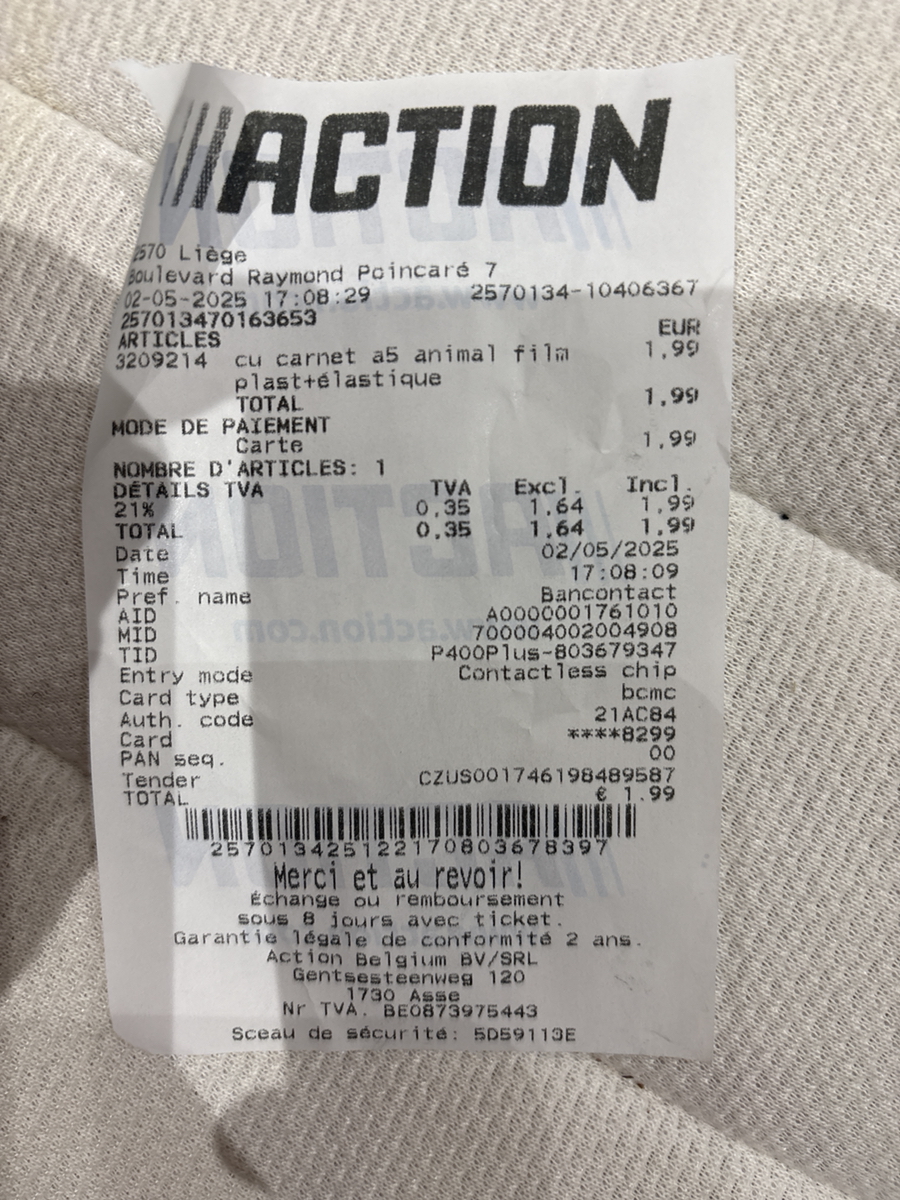 ACTION
2570 Liège
Boulevard Raymond Poincaré 7
02-05-2025 17:08:29 2570134-10406367
257013470163653
ARTICLES EUR
3209214 cu carnet a5 animal film 1,99
plast+élastique
TOTAL 1,99
MODE DE PAIEMENT
Carte 1,99
NOMBRE D'ARTICLES: 1
DÉTAILS TVA TVA Excl. Incl.
21% 0,35 1,64 1,99
TOTAL 0,35 1,64 1,99
Date 02/05/2025
Time 17:08:09
Pref. name Bancontact
AID A0000001761010
MID 700004002004908
TID P400Plus-803679347
Entry mode Contactless chip
Card type bcmc
Auth. code 21AC84
Card ****8299
PAN seq. 00
Tender CZUS001746198489587
TOTAL € 1.99
2570134251221708036783​97
Merci et au revoir!
Échange ou remboursement
sous 8 jours avec ticket.
Garantie légale de conformité 2 ans.
Action Belgium BV/SRL
Gentsesteenweg 120
1730 Asse
Nr TVA. BE0873975443
Sceau de sécurité: 5D59113E